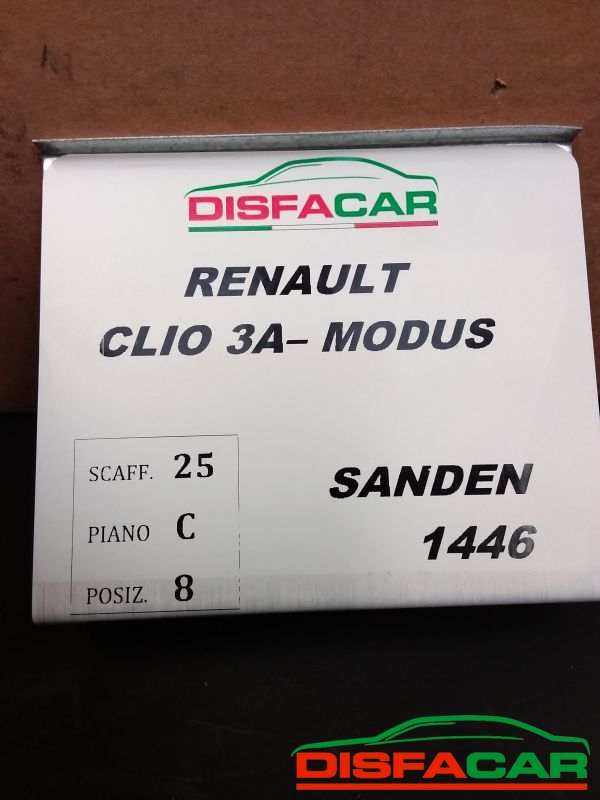 DISFACAR
RENAULT
CLIO 3A– MODUS
SCAFF. 25
PIANO C
POSIZ. 8
SANDEN
1446
DISFACAR